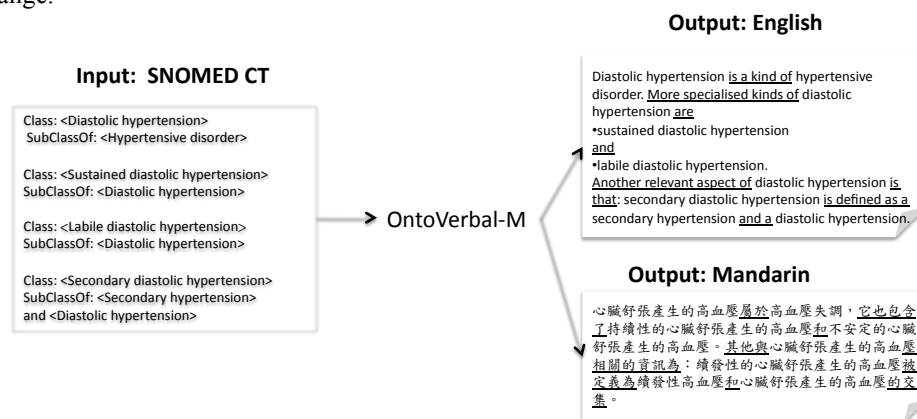 ange.
Input: SNOMED CT
Class: <Diastolic hypertension>
SubClassOf: <Hypertensive disorder>
Class: <Sustained diastolic hypertension>
SubClassOf: <Diastolic hypertension>
Class: <Labile diastolic hypertension>
SubClassOf: <Diastolic hypertension>
Class: <Secondary diastolic hypertension>
SubClassOf: <Secondary hypertension>
and <Diastolic hypertension>
OntoVerbal-M
Output: English
Diastolic hypertension is a kind of hypertensive
disorder. More specialised kinds of diastolic
hypertension are
•sustained diastolic hypertension
and
•labile diastolic hypertension.
Another relevant aspect of diastolic hypertension is
that: secondary diastolic hypertension is defined as a
secondary hypertension and a diastolic hypertension.
Output: Mandarin
心臟舒張產生的高血壓屬於高血壓失調，它也包含
了持續性的心臟舒張產生的高血壓和不安定的心臟
舒張產生的高血壓。其他與心臟舒張產生的高血壓
相關的資訊為：續發性的心臟舒張產生的高血壓被
定義為續發性高血壓和心臟舒張產生的高血壓的交
集。